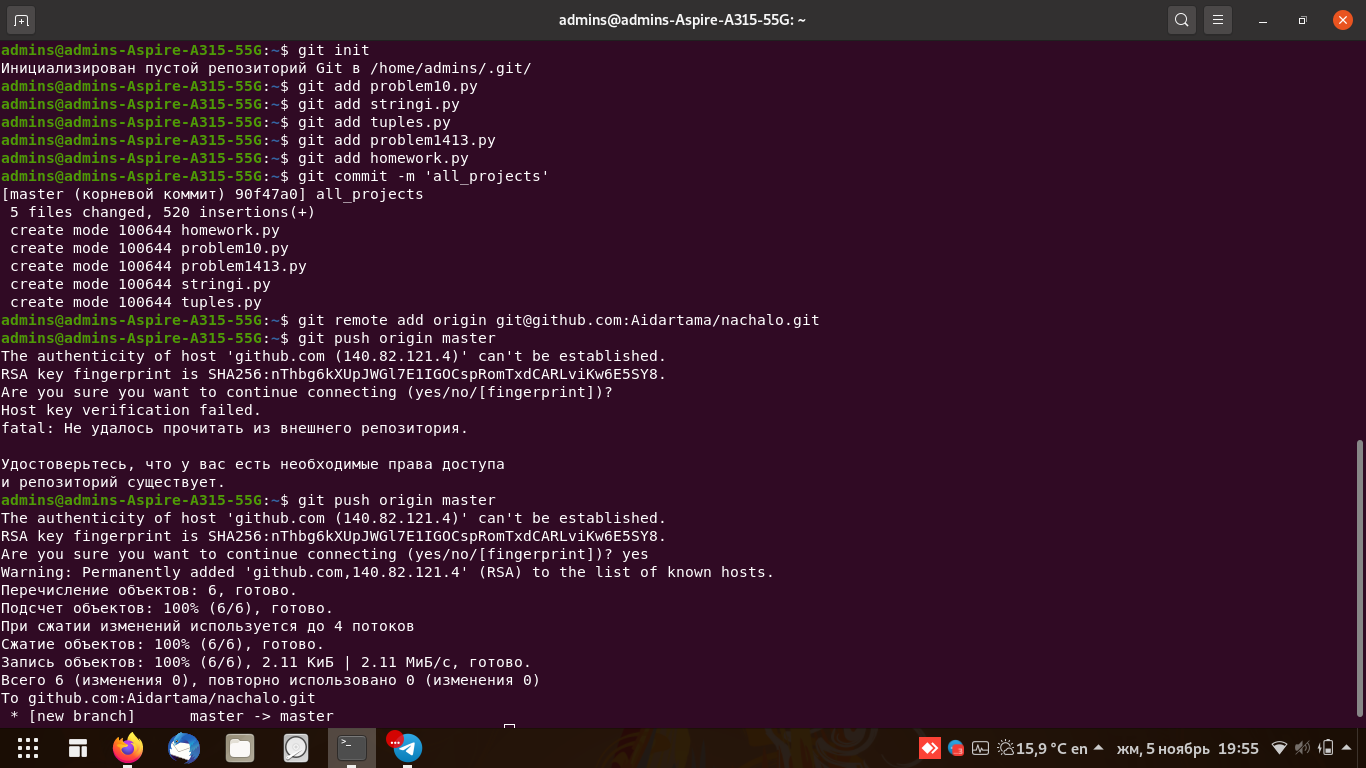 admins@admins-Aspire-A315-55G: ~
admins@admins-Aspire-A315-55G:~$ git init
Инициализирован пустой репозиторий Git в /home/admins/.git/
admins@admins-Aspire-A315-55G:~$ git add problem10.py
admins@admins-Aspire-A315-55G:~$ git add stringi.py
admins@admins-Aspire-A315-55G:~$ git add tuples.py
admins@admins-Aspire-A315-55G:~$ git add problem1413.py
admins@admins-Aspire-A315-55G:~$ git add homework.py
admins@admins-Aspire-A315-55G:~$ git commit -m 'all_projects'
[master (корневой коммит) 90f47a0] all_projects
 5 files changed, 520 insertions(+)
 create mode 100644 homework.py
 create mode 100644 problem10.py
 create mode 100644 problem1413.py
 create mode 100644 stringi.py
 create mode 100644 tuples.py
admins@admins-Aspire-A315-55G:~$ git remote add origin git@github.com:Aidartama/nachalo.git
admins@admins-Aspire-A315-55G:~$ git push origin master
The authenticity of host 'github.com (140.82.121.4)' can't be established.
RSA key fingerprint is SHA256:nThbg6kXUpJWGl7E1IGOCspRomTxdCARLviKw6E5SY8.
Are you sure you want to continue connecting (yes/no/[fingerprint])?
Host key verification failed.
fatal: Не удалось прочитать из внешнего репозитория.
Удостоверьтесь, что у вас есть необходимые права доступа
и репозиторий существует.
admins@admins-Aspire-A315-55G:~$ git push origin master
The authenticity of host 'github.com (140.82.121.4)' can't be established.
RSA key fingerprint is SHA256:nThbg6kXUpJWGl7E1IGOCspRomTxdCARLviKw6E5SY8.
Are you sure you want to continue connecting (yes/no/[fingerprint])? yes
Warning: Permanently added 'github.com,140.82.121.4' (RSA) to the list of known hosts.
Перечисление объектов: 6, готово.
Подсчет объектов: 100% (6/6), готово.
При сжатии изменений используется до 4 потоков
Сжатие объектов: 100% (6/6), готово.
Запись объектов: 100% (6/6), 2.11 КиБ | 2.11 МиБ/с, готово.
Всего 6 (изменения 0), повторно использовано 0 (изменения 0)
To github.com:Aidartama/nachalo.git
 * [new branch]      master -> master
15,9 °C en жм, 5 ноябрь 19:55